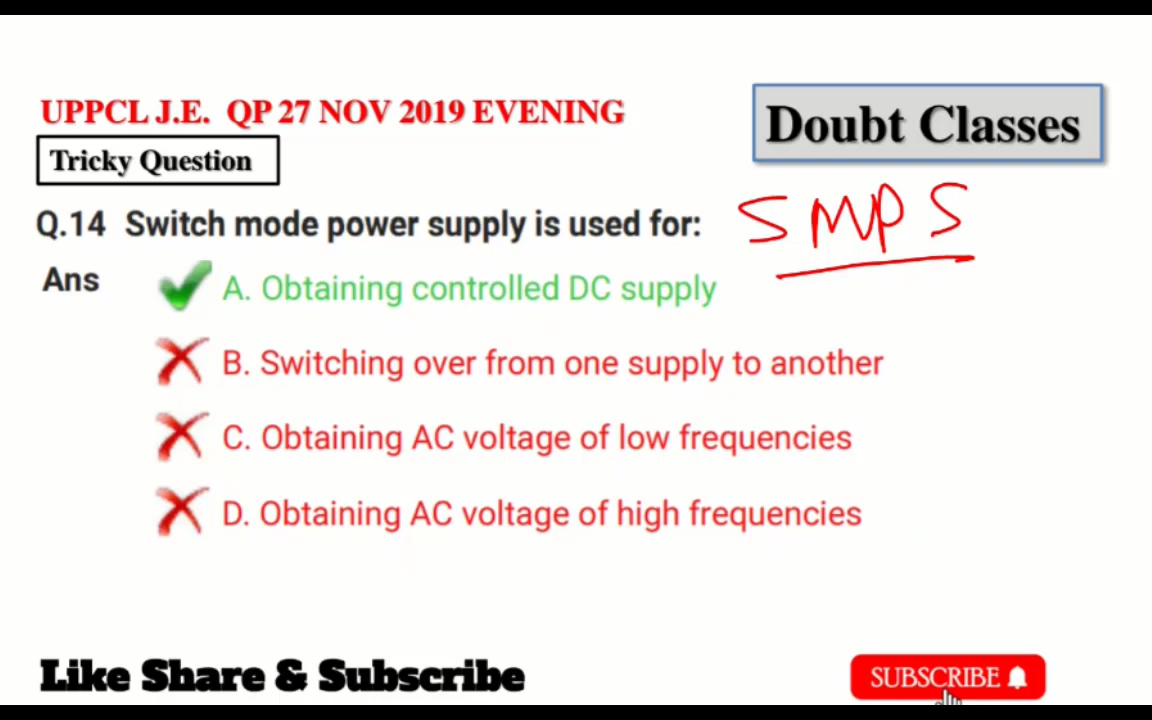 UPPCL J.E. QP 27 NOV 2019 EVENING
Doubt Classes
Tricky Question
Q.14 Switch mode power supply is used for:
SMPS
Ans
A. Obtaining controlled DC supply
B. Switching over from one supply to another
C. Obtaining AC voltage of low frequencies
D. Obtaining AC voltage of high frequencies
Like Share & Subscribe
SUBSCRIBE